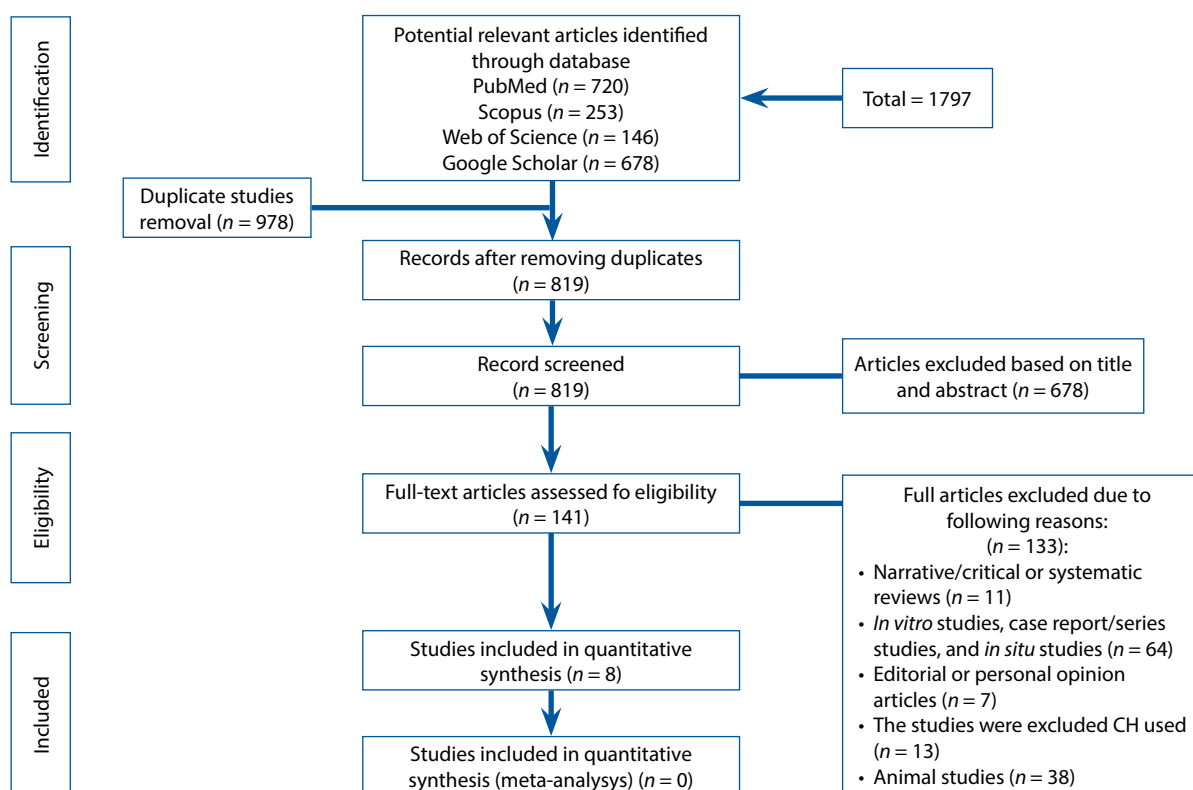 Identification
Potential relevant articles identified
through database
PubMed (n = 720)
Scopus (n = 253)
Web of Science (n = 146)
Google Scholar (n = 678)
Total = 1797
Duplicate studies
removal (n = 978)
Screening
Records after removing duplicates
(n = 819)
Record screened
(n = 819)
Articles excluded based on title
and abstract (n = 678)
Eligibility
Full-text articles assessed fo eligibility
(n = 141)
Full articles excluded due to
following reasons:
(n = 133):
• Narrative/critical or systematic
reviews (n = 11)
• In vitro studies, case report/series
studies, and in situ studies (n = 64)
• Editorial or personal opinion
articles (n = 7)
• The studies were excluded CH used
(n = 13)
• Animal studies (n = 38)
Included
Studies included in quantitative
synthesis (n = 8)
Studies included in quantitative
synthesis (meta-analysys) (n = 0)